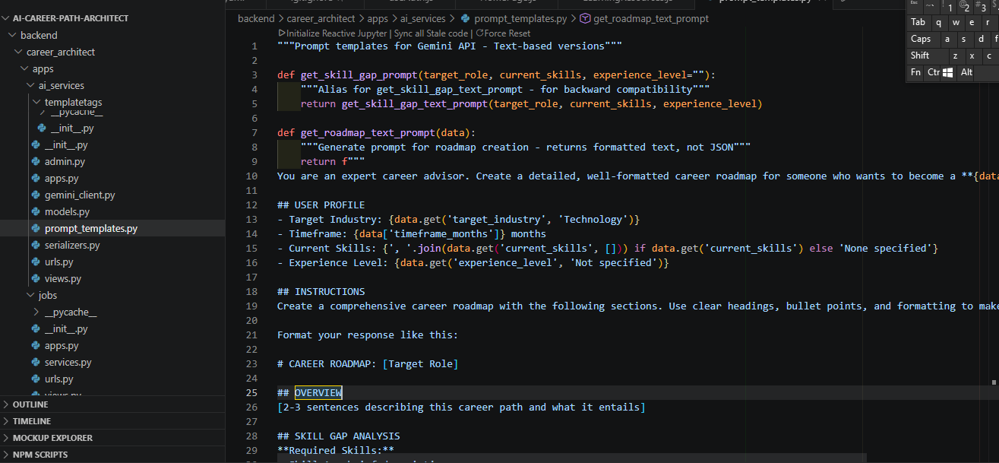 AI-CAREER-PATH-ARCHITECT
backend
career_architect
apps
ai_services
templatetags
__pycache__
__init__.py
__init__.py
admin.py
apps.py
gemini_client.py
models.py
prompt_templates.py
serializers.py
urls.py
views.py
jobs
__pycache__
__init__.py
apps.py
services.py
urls.py
views.py
OUTLINE
TIMELINE
MOCKUP EXPLORER
NPM SCRIPTS
backend > career_architect > apps > ai_services > prompt_templates.py > get_roadmap_text_prompt
Initialize Reactive Jupyter | Sync all Stale code | Force Reset
1 """Prompt templates for Gemini API - Text-based versions"""
2
3 def get_skill_gap_prompt(target_role, current_skills, experience_level=""):
4 """Alias for get_skill_gap_text_prompt - for backward compatibility"""
5 return get_skill_gap_text_prompt(target_role, current_skills, experience_level)
6
7 def get_roadmap_text_prompt(data):
8 """Generate prompt for roadmap creation - returns formatted text, not JSON"""
9 return f"""
10 You are an expert career advisor. Create a detailed, well-formatted career roadmap for someone who wants to become a **{data
11
12 ## USER PROFILE
13 - Target Industry: {data.get('target_industry', 'Technology')}
14 - Timeframe: {data['timeframe_months']} months
15 - Current Skills: {', '.join(data.get('current_skills', [])) if data.get('current_skills') else 'None specified'}
16 - Experience Level: {data.get('experience_level', 'Not specified')}
17
18 ## INSTRUCTIONS
19 Create a comprehensive career roadmap with the following sections. Use clear headings, bullet points, and formatting to make
20
21 Format your response like this:
22
23 # CAREER ROADMAP: [Target Role]
24
25 ## OVERVIEW
26 [2-3 sentences describing this career path and what it entails]
27
28 ## SKILL GAP ANALYSIS
29 **Required Skills:**
Esc ~ ` ! 1 @ 2 # 3 $
Tab q w e r
Caps a s d f
Shift z x c
Fn Ctr Alt